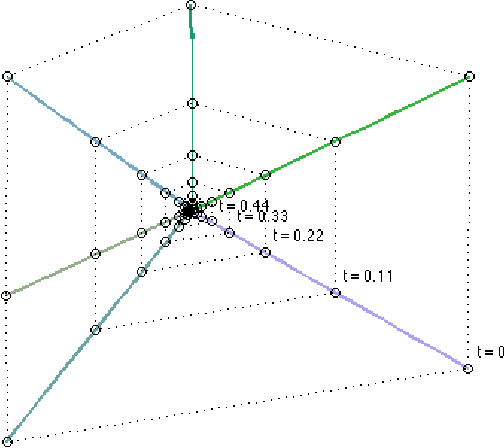 t = 0.44
t = 0.33
t = 0.22
t = 0.11
t = 0